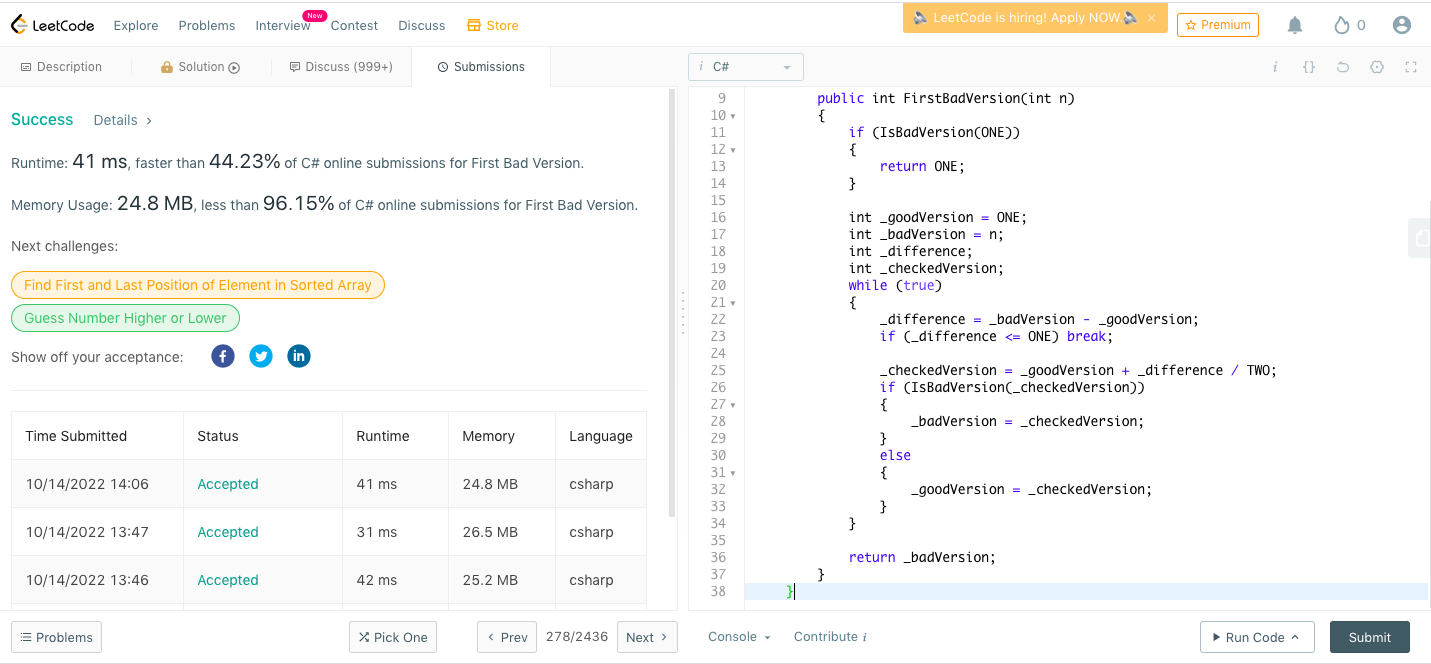 LeetCode Explore Problems Interview New Contest Discuss Store LeetCode is hiring! Apply NOW. × Premium 0
Description Solution Discuss (999+) Submissions
Success Details >
Runtime: 41 ms, faster than 44.23% of C# online submissions for First Bad Version.
Memory Usage: 24.8 MB, less than 96.15% of C# online submissions for First Bad Version.
Next challenges:
Find First and Last Position of Element in Sorted Array
Guess Number Higher or Lower
Show off your acceptance:
Time Submitted Status Runtime Memory Language
10/14/2022 14:06 Accepted 41 ms 24.8 MB csharp
10/14/2022 13:47 Accepted 31 ms 26.5 MB csharp
10/14/2022 13:46 Accepted 42 ms 25.2 MB csharp
i C# i {}
9 public int FirstBadVersion(int n)
10 {
11 if (IsBadVersion(ONE))
12 {
13 return ONE;
14 }
15
16 int _goodVersion = ONE;
17 int _badVersion = n;
18 int _difference;
19 int _checkedVersion;
20 while (true)
21 {
22 _difference = _badVersion - _goodVersion;
23 if (_difference <= ONE) break;
24
25 _checkedVersion = _goodVersion + _difference / TWO;
26 if (IsBadVersion(_checkedVersion))
27 {
28 _badVersion = _checkedVersion;
29 }
30 else
31 {
32 _goodVersion = _checkedVersion;
33 }
34 }
35
36 return _badVersion;
37 }
38 }
Problems Pick One < Prev 278/2436 Next > Console Contribute i Run Code Submit